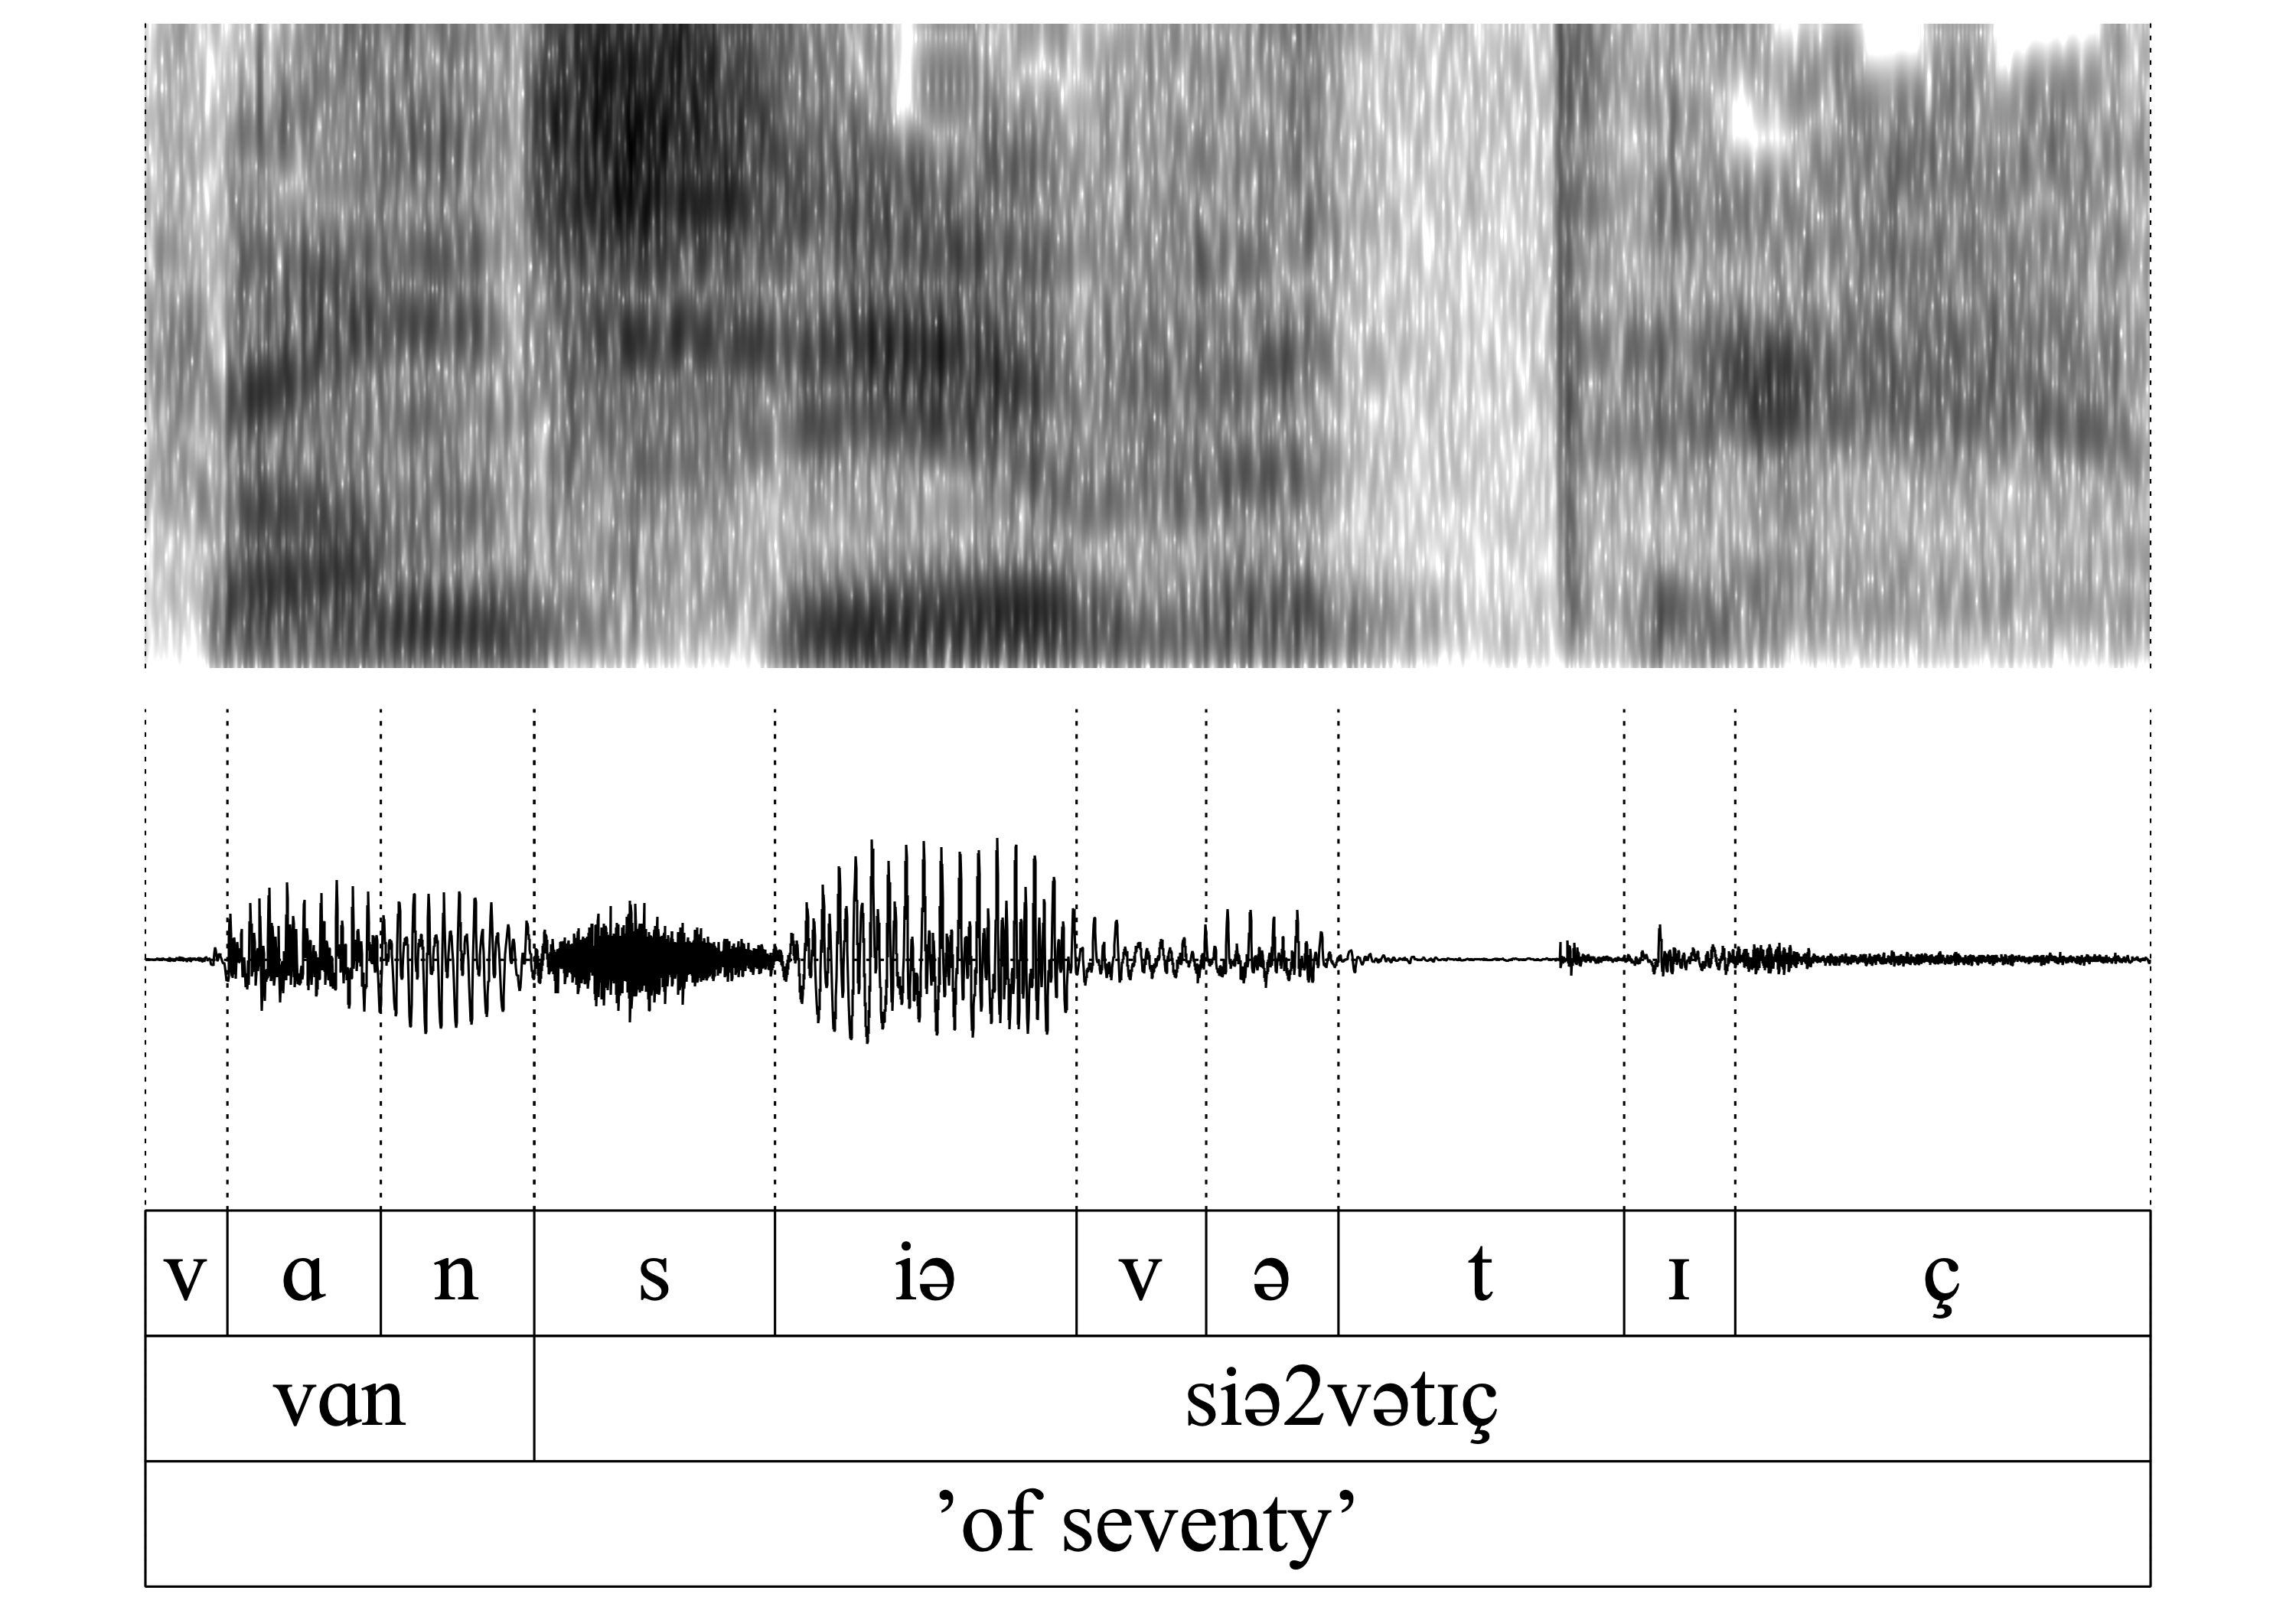 v ɑ n s iə v ə t ɪ ç
vɑn siə2vətɪç
’of seventy’